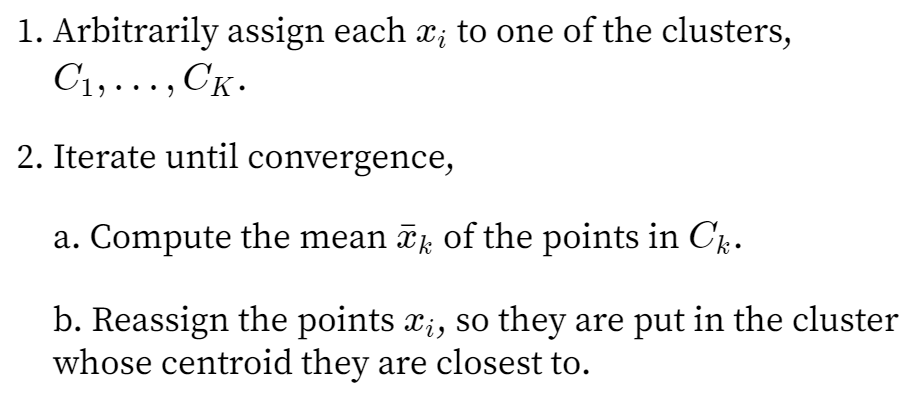 1. Arbitrarily assign each $x_i$ to one of the clusters,
$C_1, \ldots, C_K$.
2. Iterate until convergence,
a. Compute the mean $\bar{x}_k$ of the points in $C_k$.
b. Reassign the points $x_i$, so they are put in the cluster
whose centroid they are closest to.